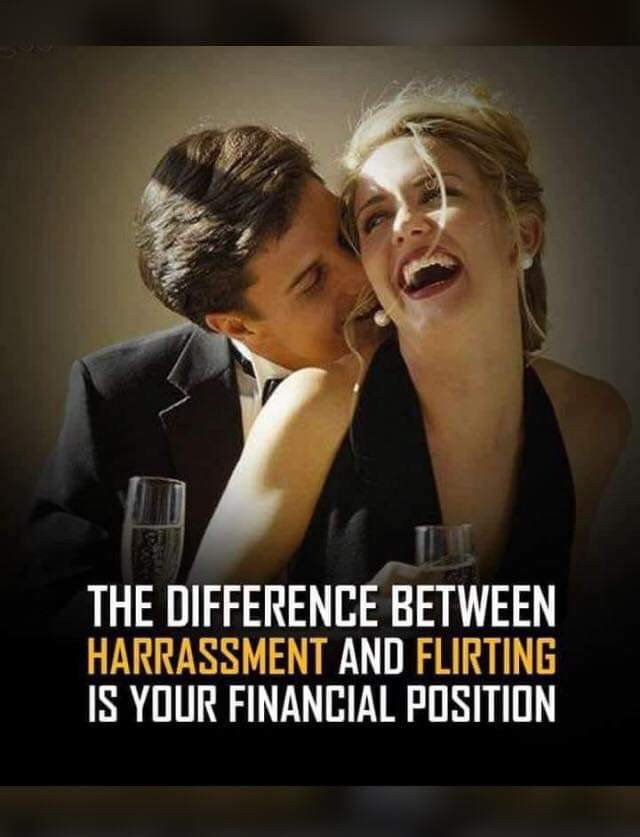 THE DIFFERENCE BETWEEN
HARRASSMENT AND FLIRTING
IS YOUR FINANCIAL POSITION